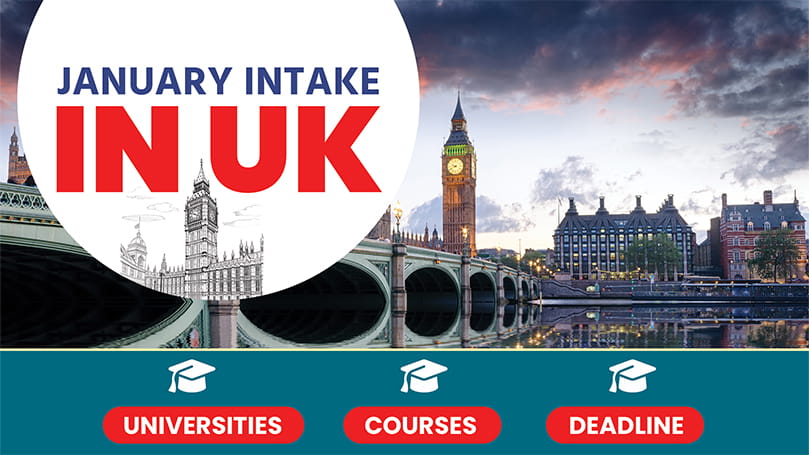 JANUARY INTAKE
IN UK
UNIVERSITIES
COURSES
DEADLINE